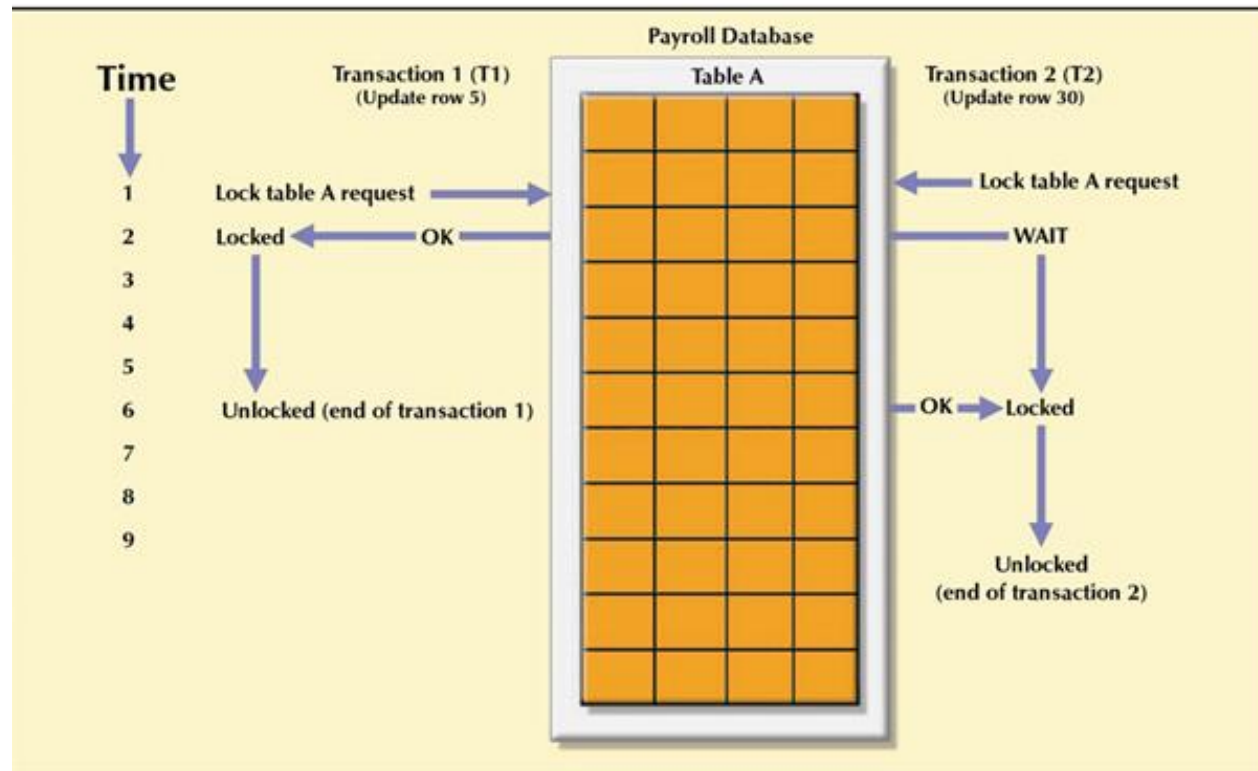 Payroll Database
Time
Transaction 1 (T1)
(Update row 5)
Table A
Transaction 2 (T2)
(Update row 30)
1
Lock table A request
Lock table A request
2
Locked
OK
WAIT
3
4
5
6
Unlocked (end of transaction 1)
OK
Locked
7
8
9
Unlocked
(end of transaction 2)